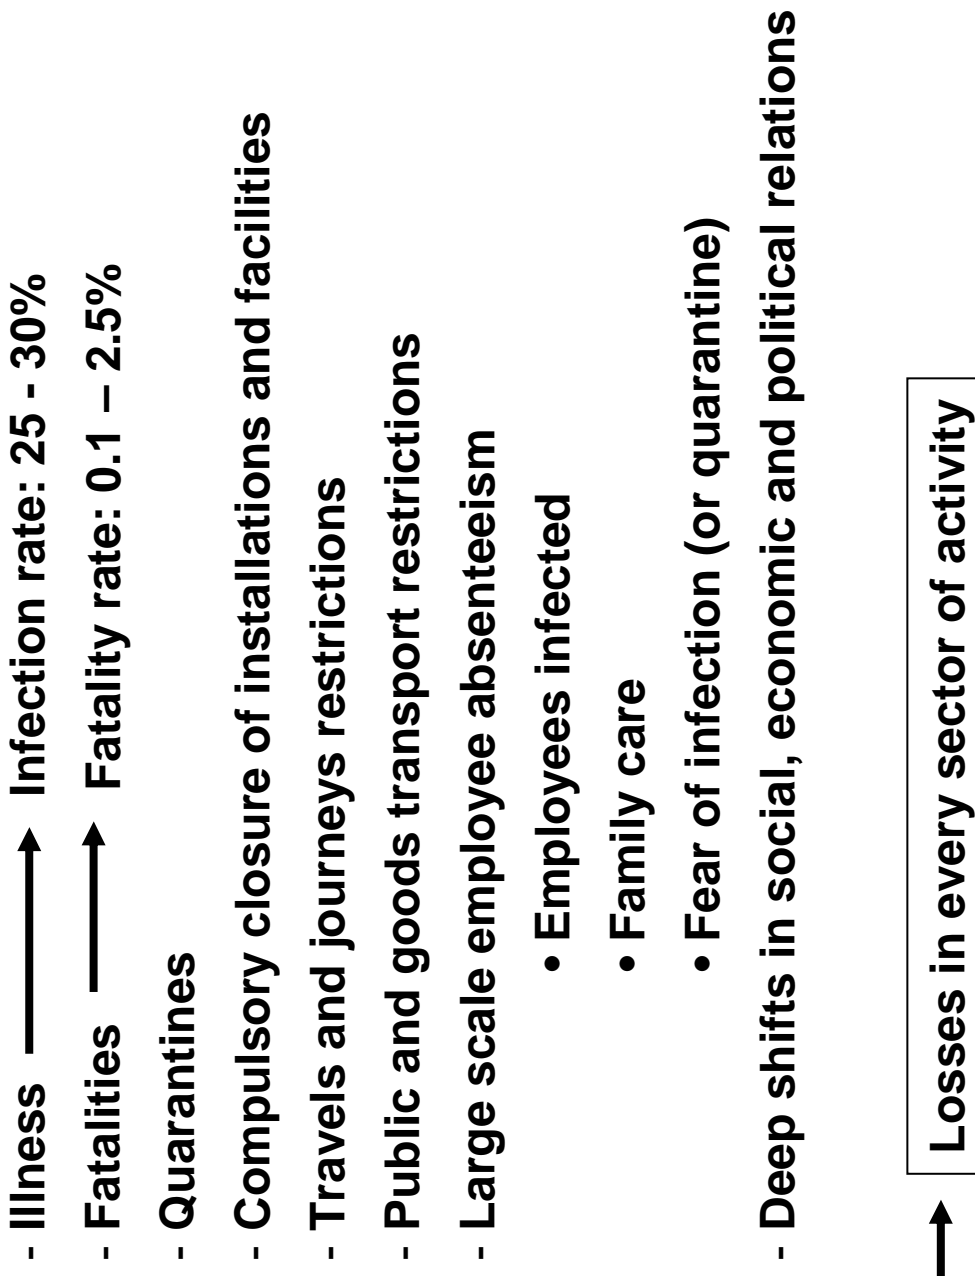 - Illness → Infection rate: 25 - 30%
- Fatalities → Fatality rate: 0.1 – 2.5%
- Quarantines
- Compulsory closure of installations and facilities
- Travels and journeys restrictions
- Public and goods transport restrictions
- Large scale employee absenteeism
• Employees infected
• Family care
• Fear of infection (or quarantine)
- Deep shifts in social, economic and political relations
→ Losses in every sector of activity